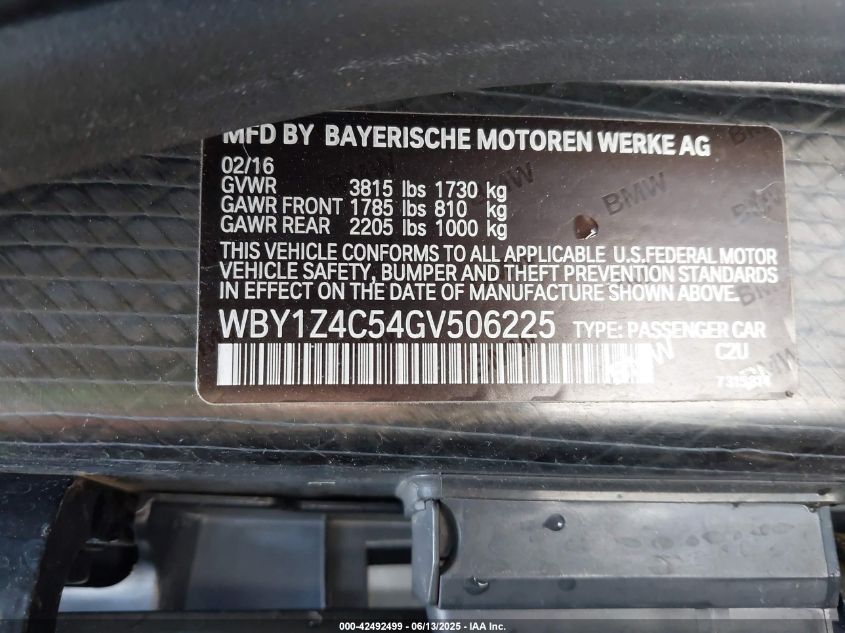 MFD BY BAYERISCHE MOTOREN WERKE AG
02/16
GVWR 3815 lbs 1730 kg
GAWR FRONT 1785 lbs 810 kg
GAWR REAR 2205 lbs 1000 kg
THIS VEHICLE CONFORMS TO ALL APPLICABLE U.S.FEDERAL MOTOR
VEHICLE SAFETY, BUMPER AND THEFT PREVENTION STANDARDS
IN EFFECT ON THE DATE OF MANUFACTURE SHOWN ABOVE.
WBY1Z4C54GV506225 TYPE: PASSENGER CAR
C2U
BMW
000-42492499 - 06/13/2025 - IAA Inc.